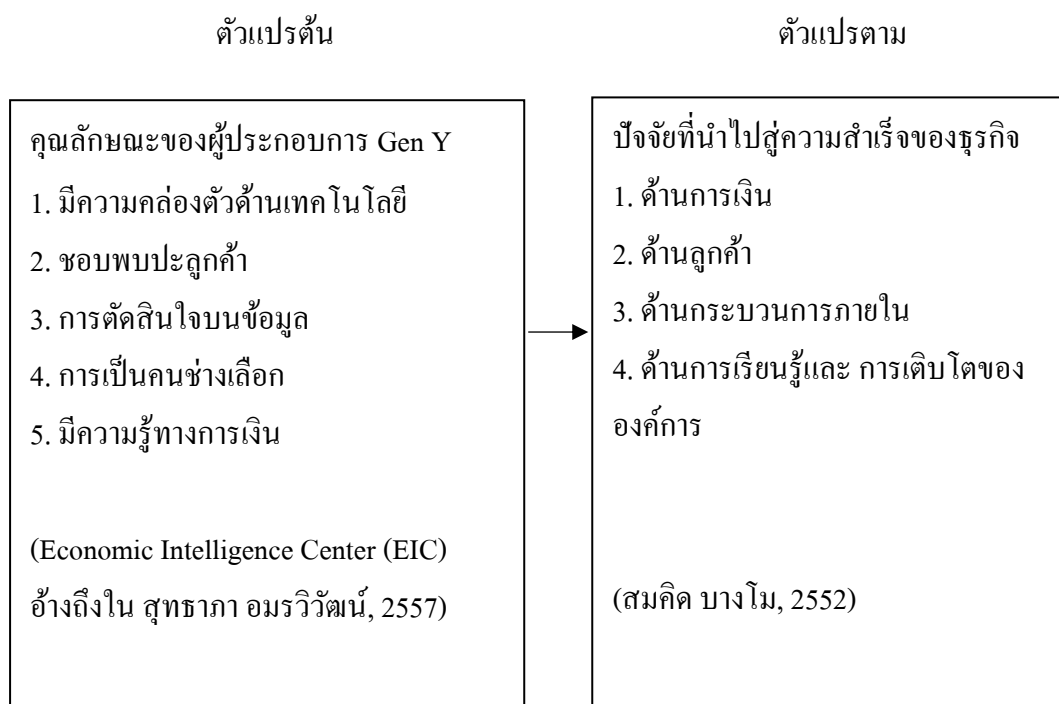 ตัวแปรต้น
ตัวแปรตาม
คุณลักษณะของผู้ประกอบการ Gen Y
1. มีความคล่องตัวด้านเทคโนโลยี
2. ชอบพบปะลูกค้า
3. การตัดสินใจบนข้อมูล
4. การเป็นคนช่างเลือก
5. มีความรู้ทางการเงิน
(Economic Intelligence Center (EIC)
อ้างถึงใน สุทธาภา อมรวิวัฒน์, 2557)
ปัจจัยที่นำไปสู่ความสำเร็จของธุรกิจ
1. ด้านการเงิน
2. ด้านลูกค้า
3. ด้านกระบวนการภายใน
4. ด้านการเรียนรู้และ การเติบโตของ
องค์การ
(สมคิด บางโม, 2552)